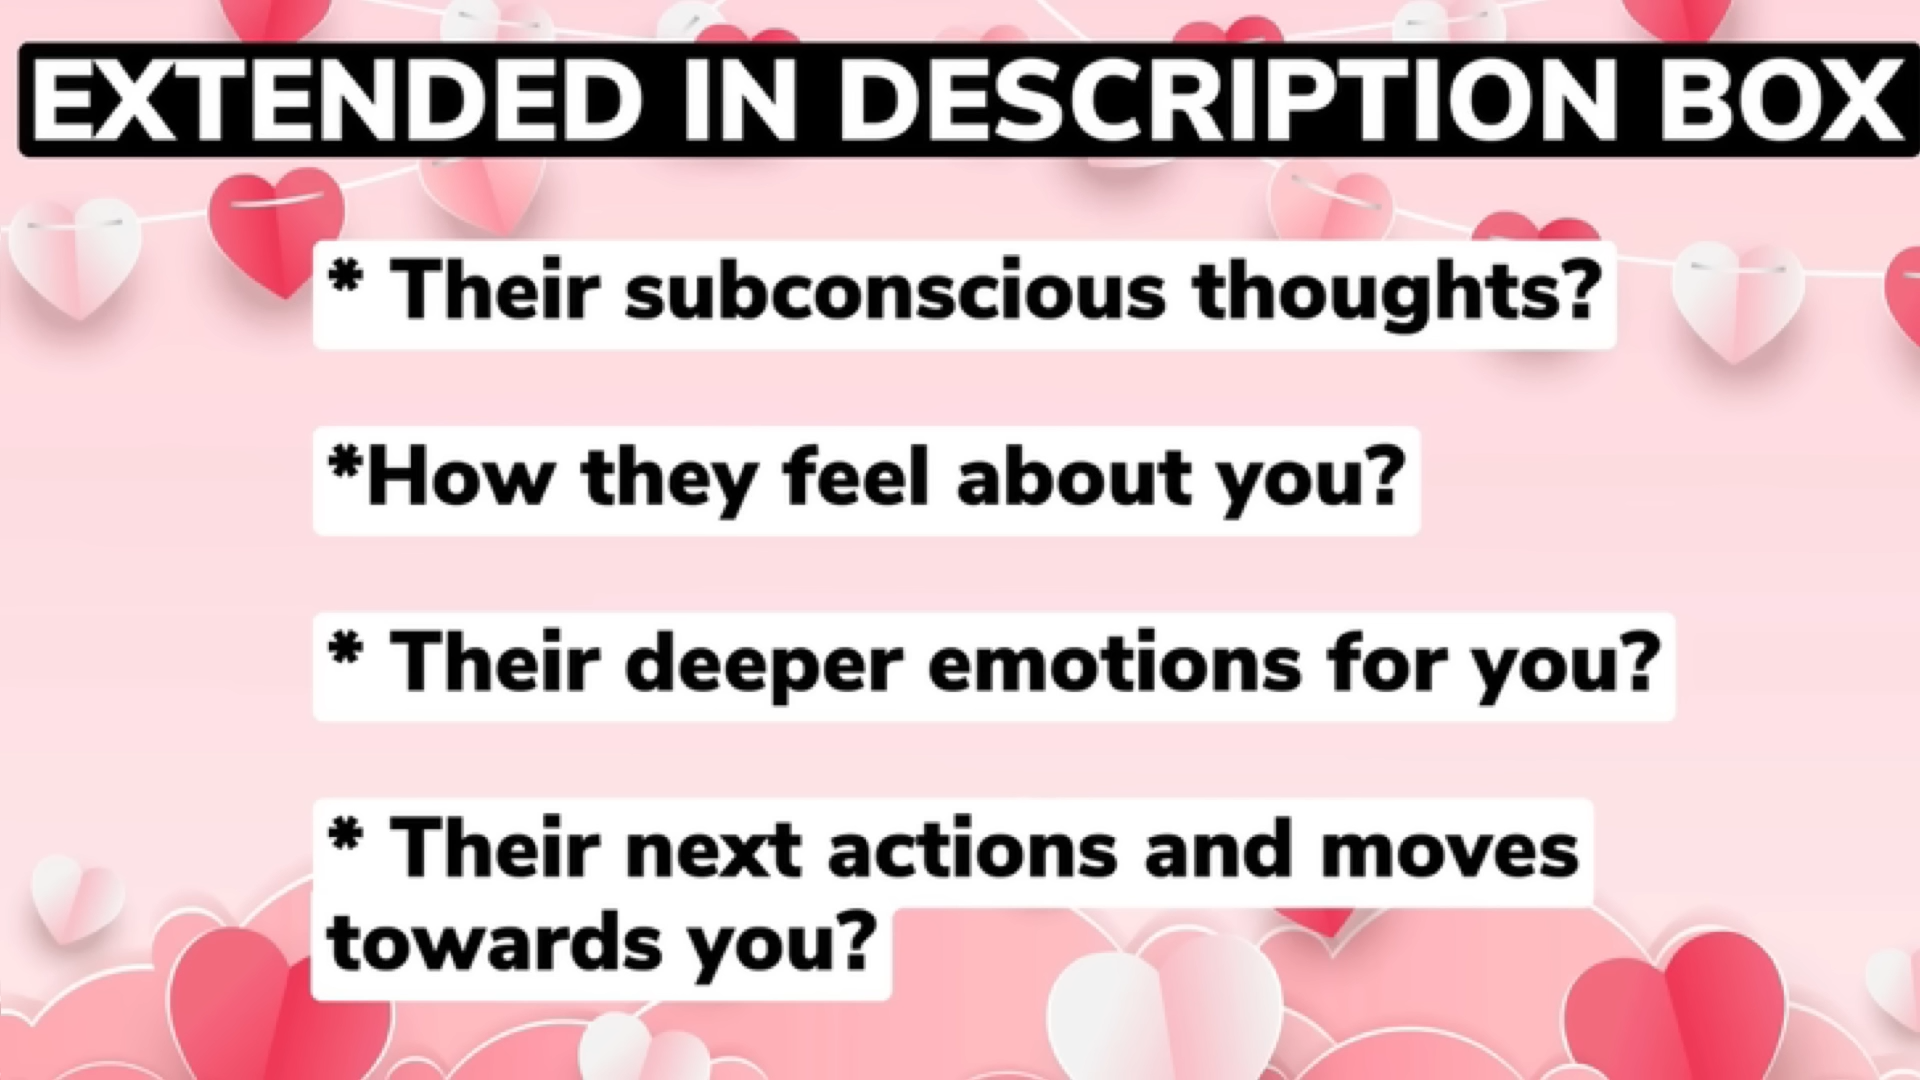 EXTENDED IN DESCRIPTION BOX
* Their subconscious thoughts?
*How they feel about you?
* Their deeper emotions for you?
* Their next actions and moves
towards you?